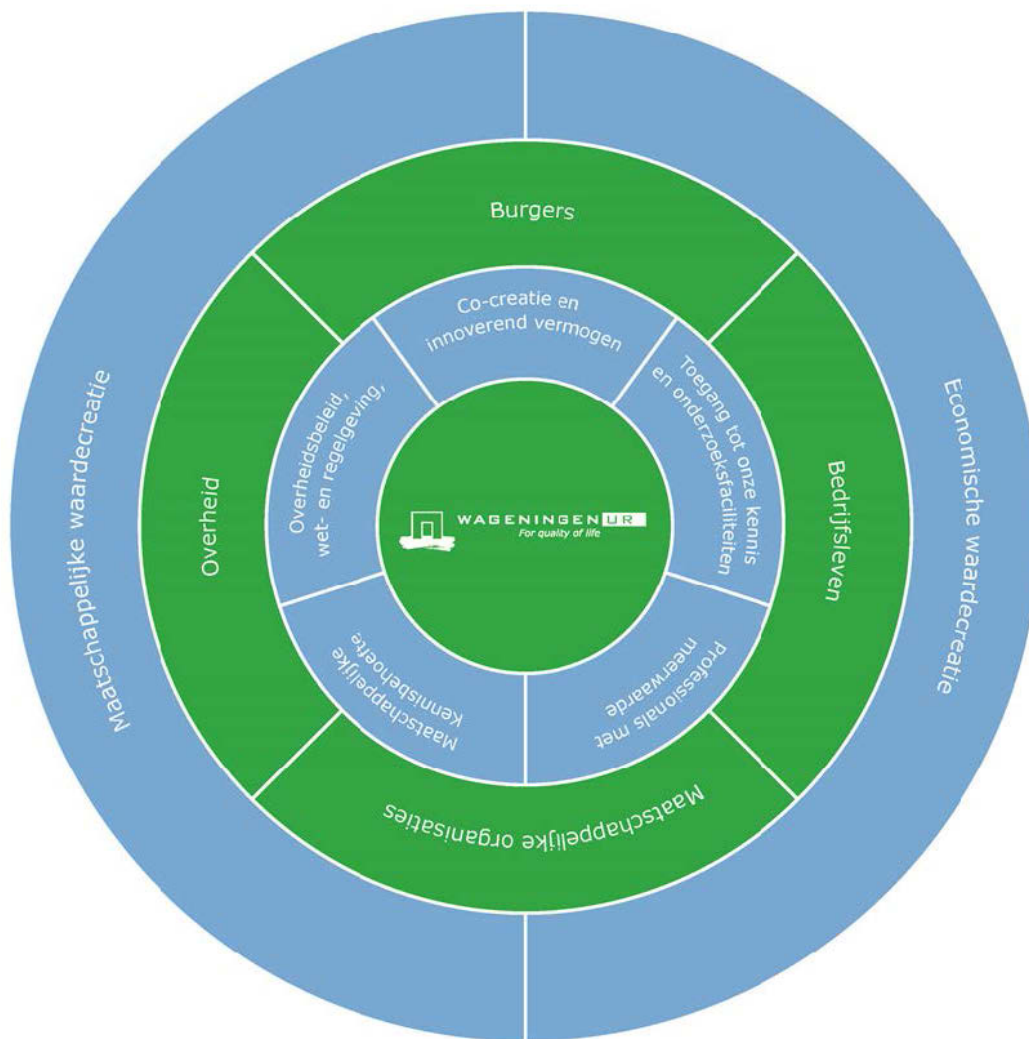 Burgers
Co-creatie en
innoverend vermogen
Toegang tot onze kennis
en onderzoeksfaciliteiten
Overheidsbeleid,
wet- en regelgeving,
Maatschappelijke waardecreatie
Overheid
WAGENINGEN UR
For quality of life
Bedrijfsleven
Economische waardecreatie
Maatschappelijke
Kennisbehoefte
Professionals met
meerwaarde
Maatschappelijke organisaties